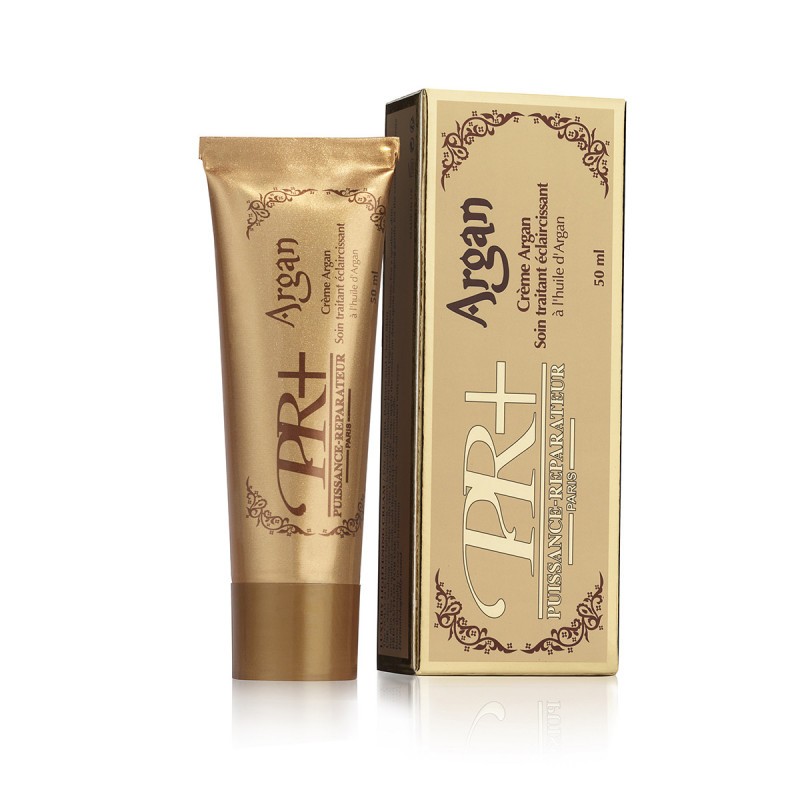 Argan
Crème Argan
Soin traitant éclaircissant
à l'huile d'Argan
50 ml
PR+
PUISSANCE-REPARATEUR
PARIS
Argan
Crème Argan
Soin traitant éclaircissant
à l'huile d'Argan
50 ml
PR+
PUISSANCE-REPARATEUR
PARIS